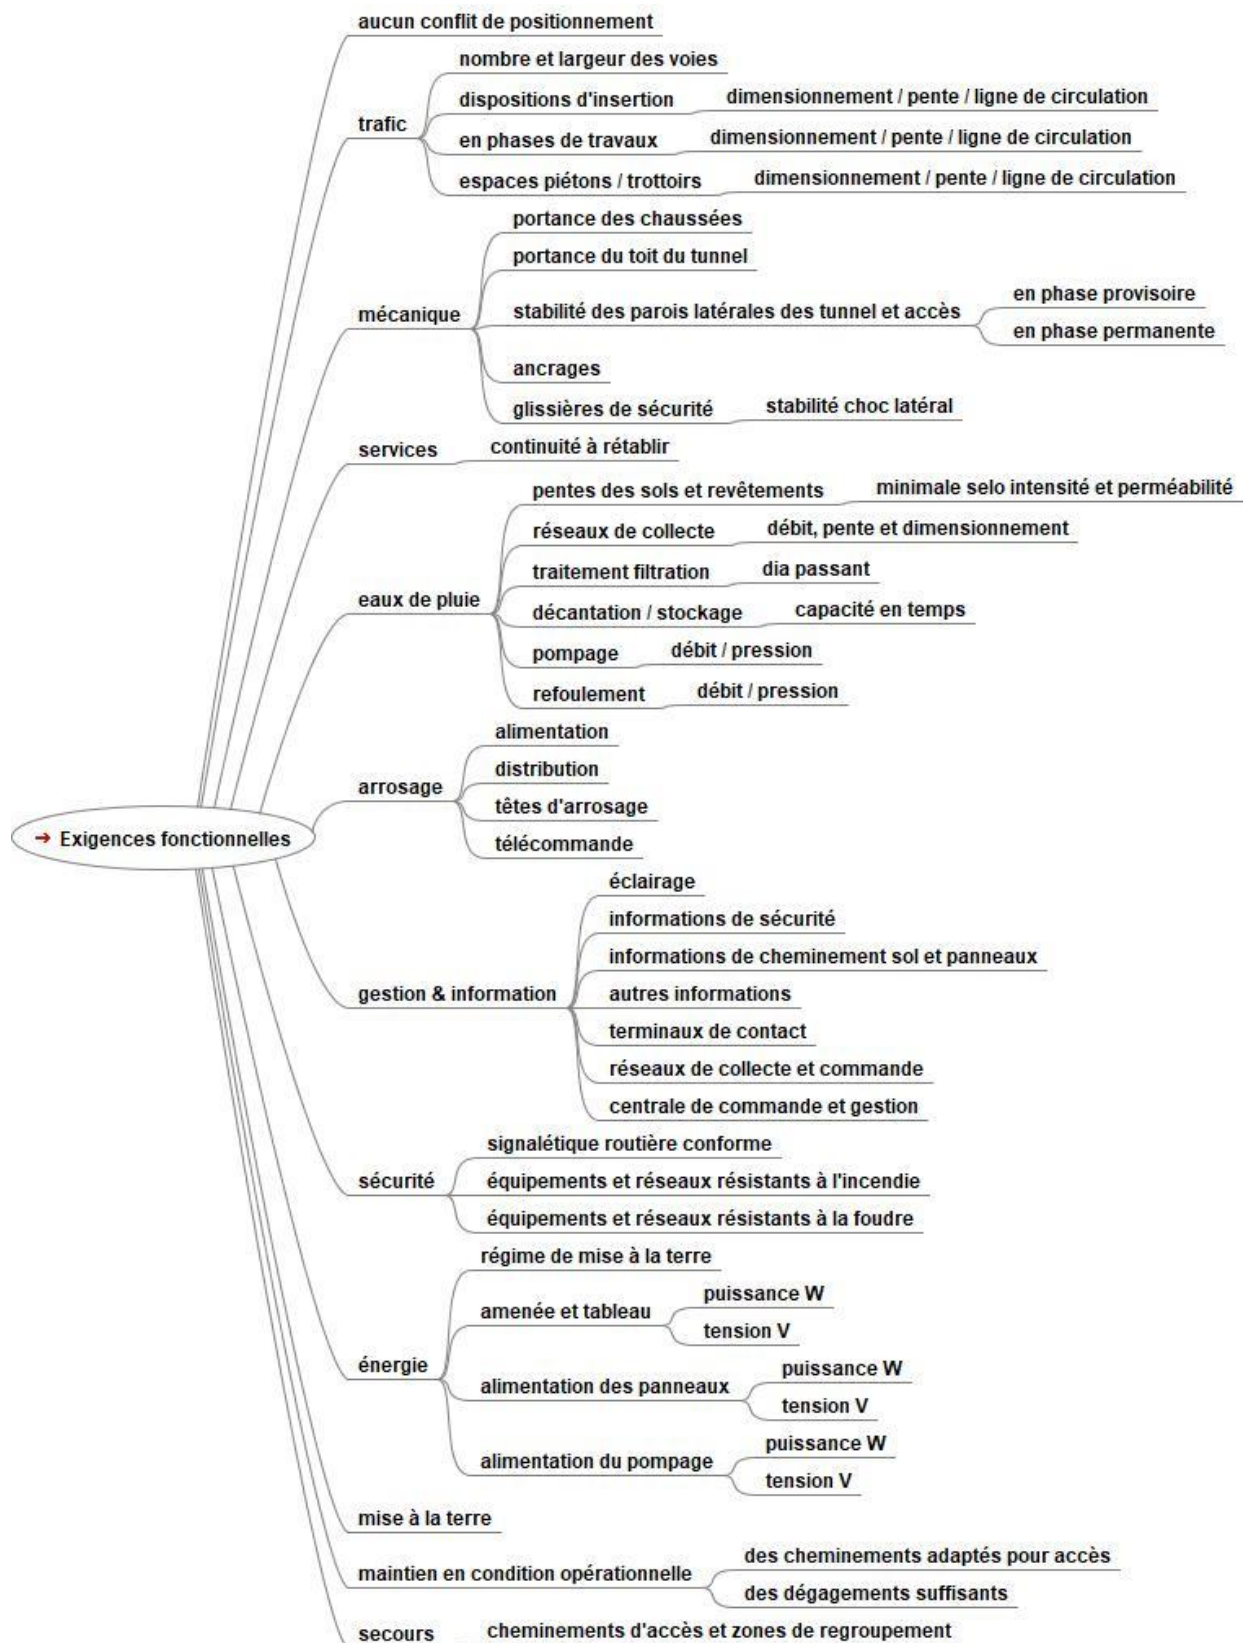 aucun conflit de positionnement
trafic
nombre et largeur des voies
dispositions d'insertion
dimensionnement / pente / ligne de circulation
en phases de travaux
dimensionnement / pente / ligne de circulation
espaces piétons / trottoirs
dimensionnement / pente / ligne de circulation
mécanique
portance des chaussées
portance du toit du tunnel
stabilité des parois latérales des tunnel et accès
en phase provisoire
en phase permanente
ancrages
glissières de sécurité
stabilité choc latéral
services
continuité à rétablir
eaux de pluie
pentes des sols et revêtements
minimale selo intensité et perméabilité
réseaux de collecte
débit, pente et dimensionnement
traitement filtration
dia passant
décantation / stockage
capacité en temps
pompage
débit / pression
refoulement
débit / pression
arrosage
alimentation
distribution
têtes d'arrosage
télécommande
➔ Exigences fonctionnelles
gestion & information
éclairage
informations de sécurité
informations de cheminement sol et panneaux
autres informations
terminaux de contact
réseaux de collecte et commande
centrale de commande et gestion
sécurité
signalétique routière conforme
équipements et réseaux résistants à l'incendie
équipements et réseaux résistants à la foudre
énergie
régime de mise à la terre
amenée et tableau
puissance W
tension V
alimentation des panneaux
puissance W
tension V
alimentation du pompage
puissance W
tension V
mise à la terre
maintien en condition opérationnelle
des cheminements adaptés pour accès
des dégagements suffisants
secours
cheminements d'accès et zones de regroupement